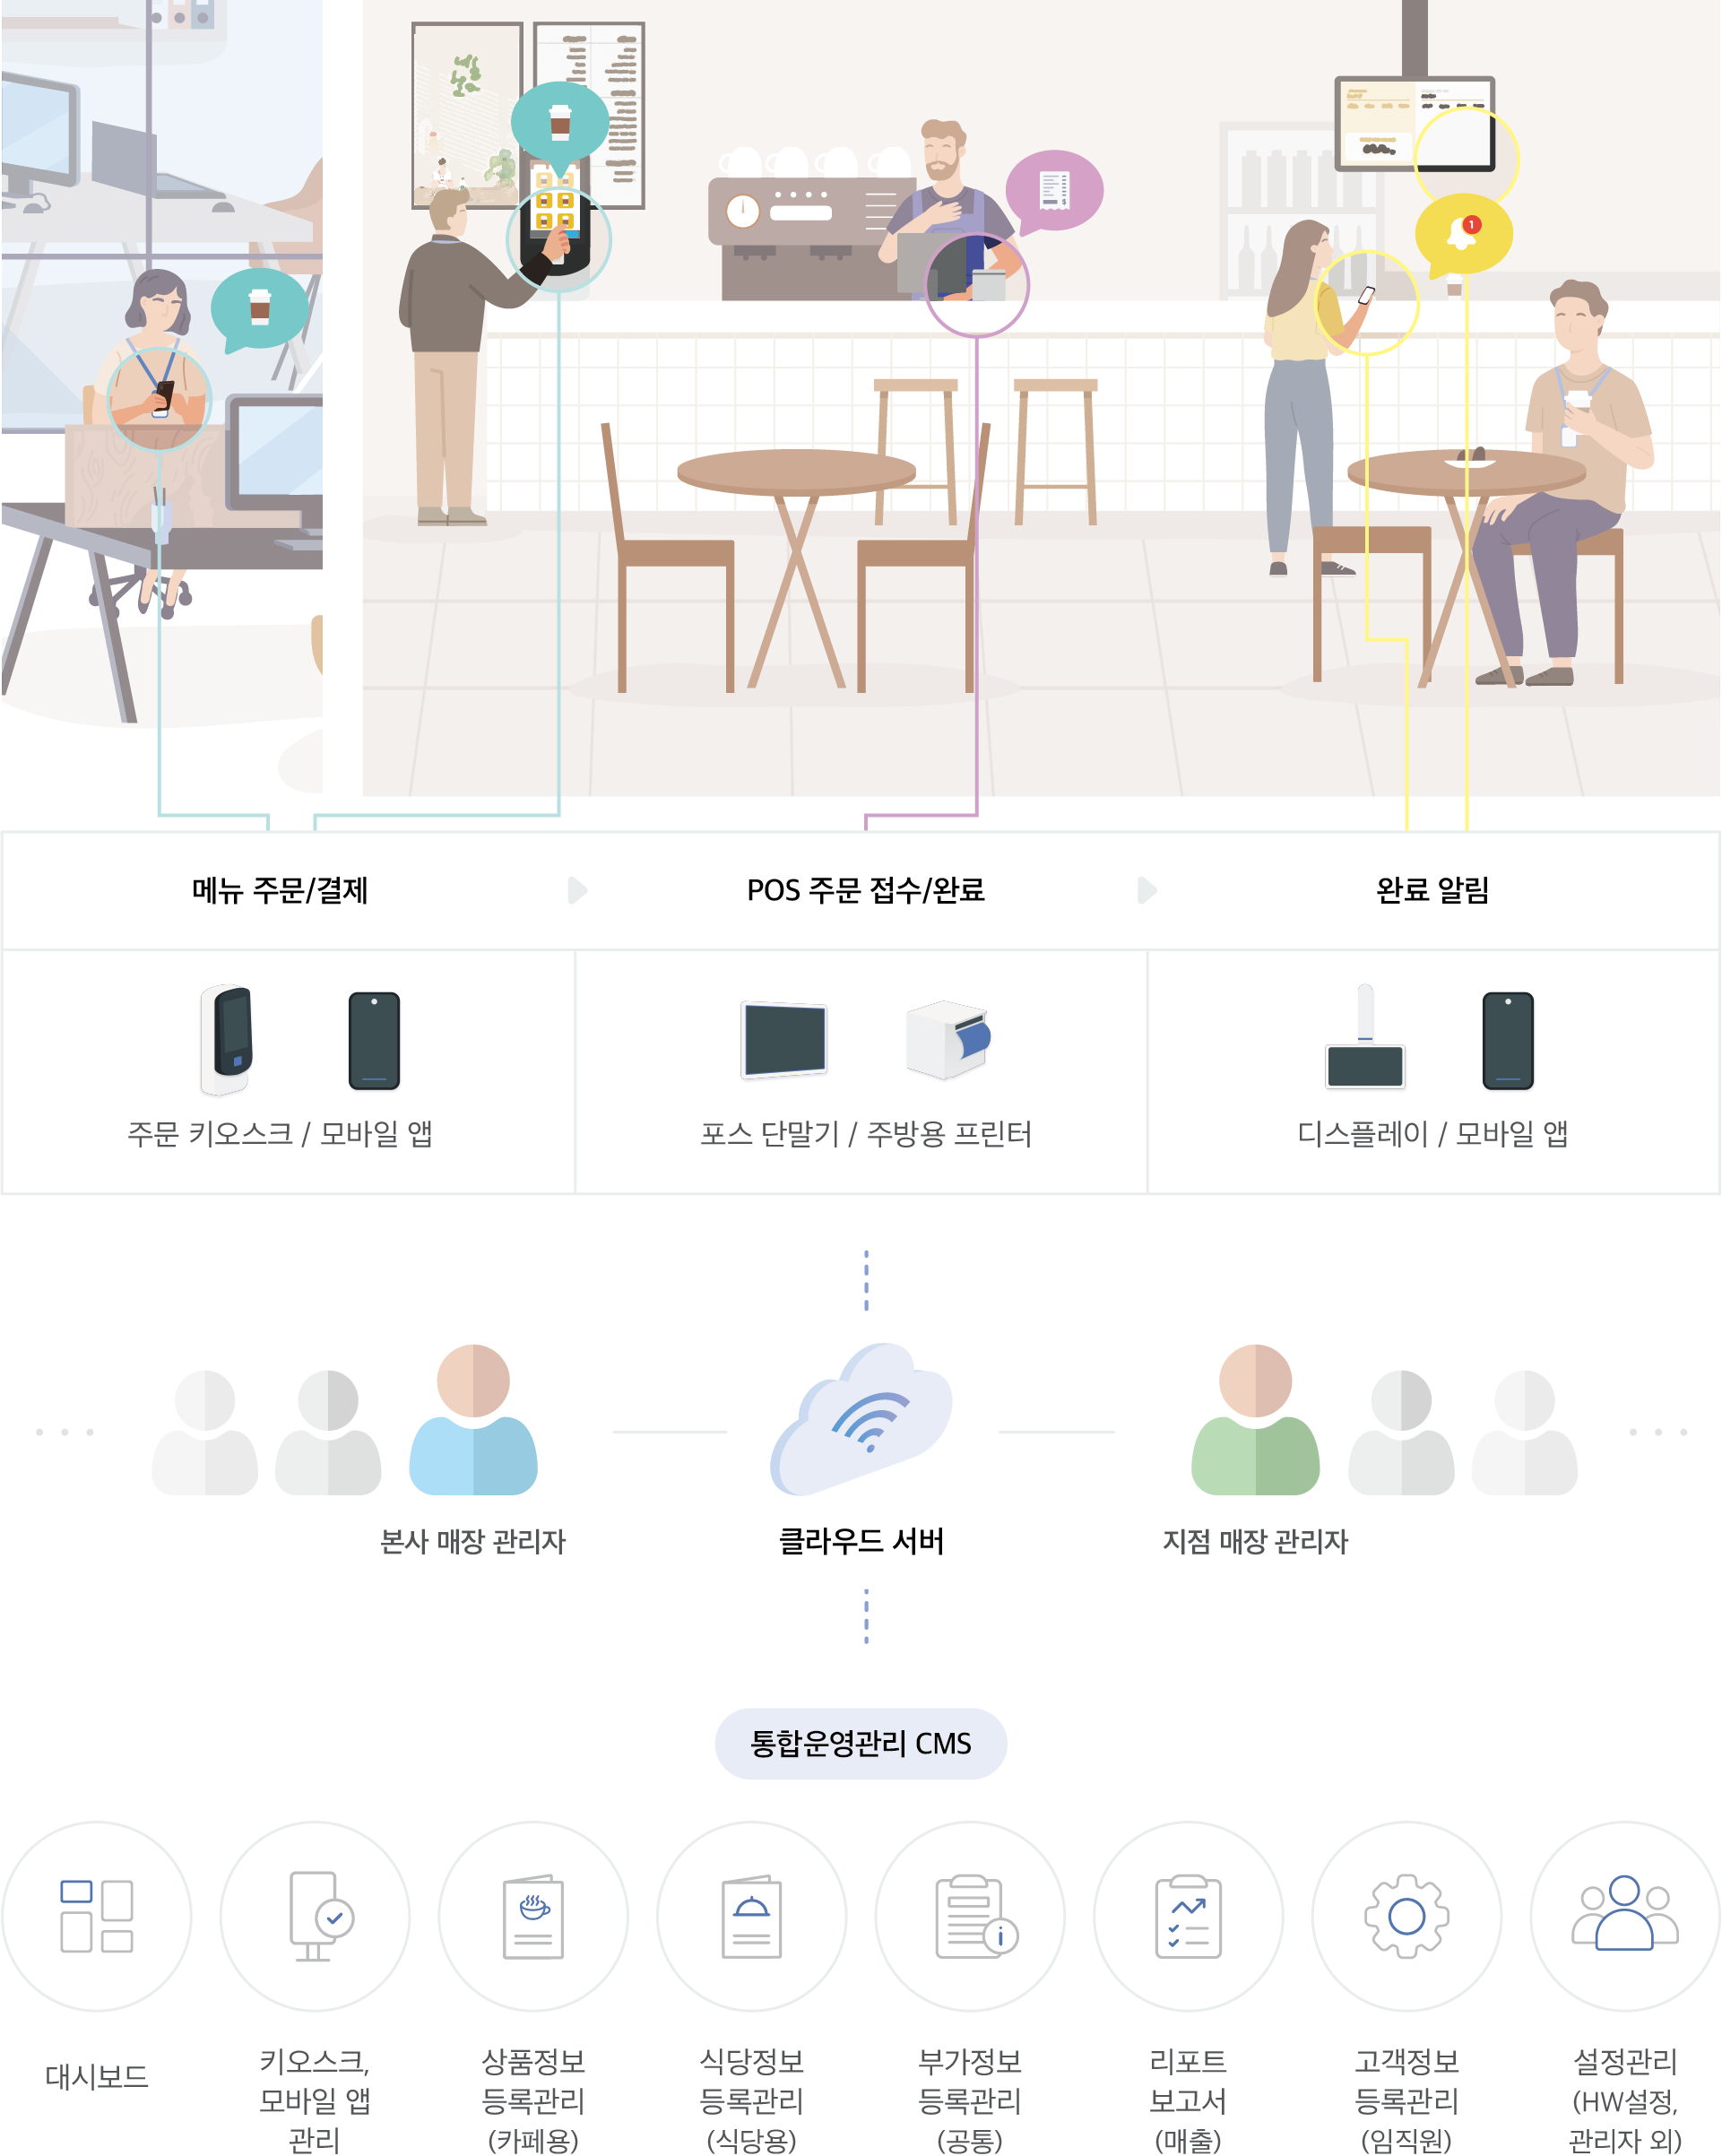 1
메뉴 주문/결제
POS 주문 접수/완료
완료 알림
주문 키오스크 / 모바일 앱
포스 단말기 / 주방용 프린터
디스플레이 / 모바일 앱
본사 매장 관리자
클라우드 서버
지점 매장 관리자
통합운영관리 CMS
대시보드
키오스크,
모바일 앱
관리
상품정보
등록관리
(카페용)
식당정보
등록관리
(식당용)
부가정보
등록관리
(공통)
리포트
보고서
(매출)
고객정보
등록관리
(임직원)
설정관리
(HW설정,
관리자 외)